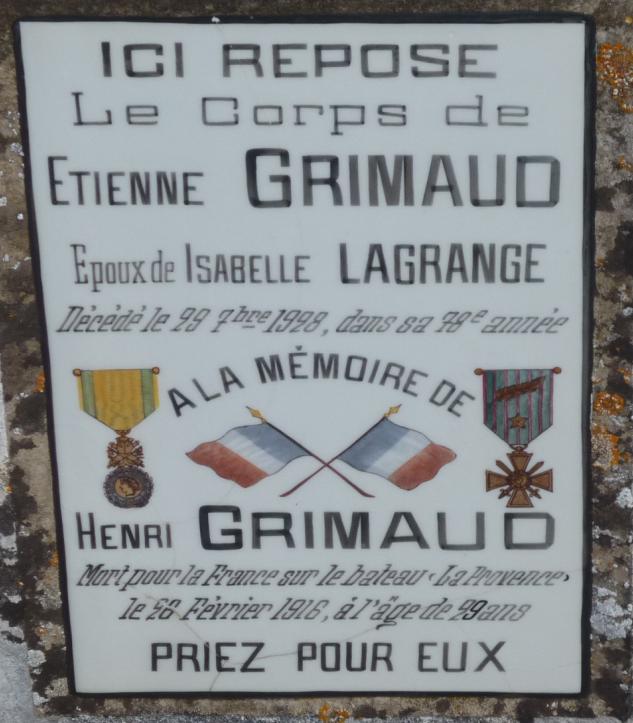 ICI REPOSE
Le Corps de
ETIENNE GRIMAUD
Epoux de ISABELLE LAGRANGE
Décédé le 29 7bre 1928, dans sa 78e année
A LA MÉMOIRE DE
HENRI GRIMAUD
Mort pour la France sur le bateau "La Provence"
le 26 Février 1916, à l'âge de 29 ans
PRIEZ POUR EUX